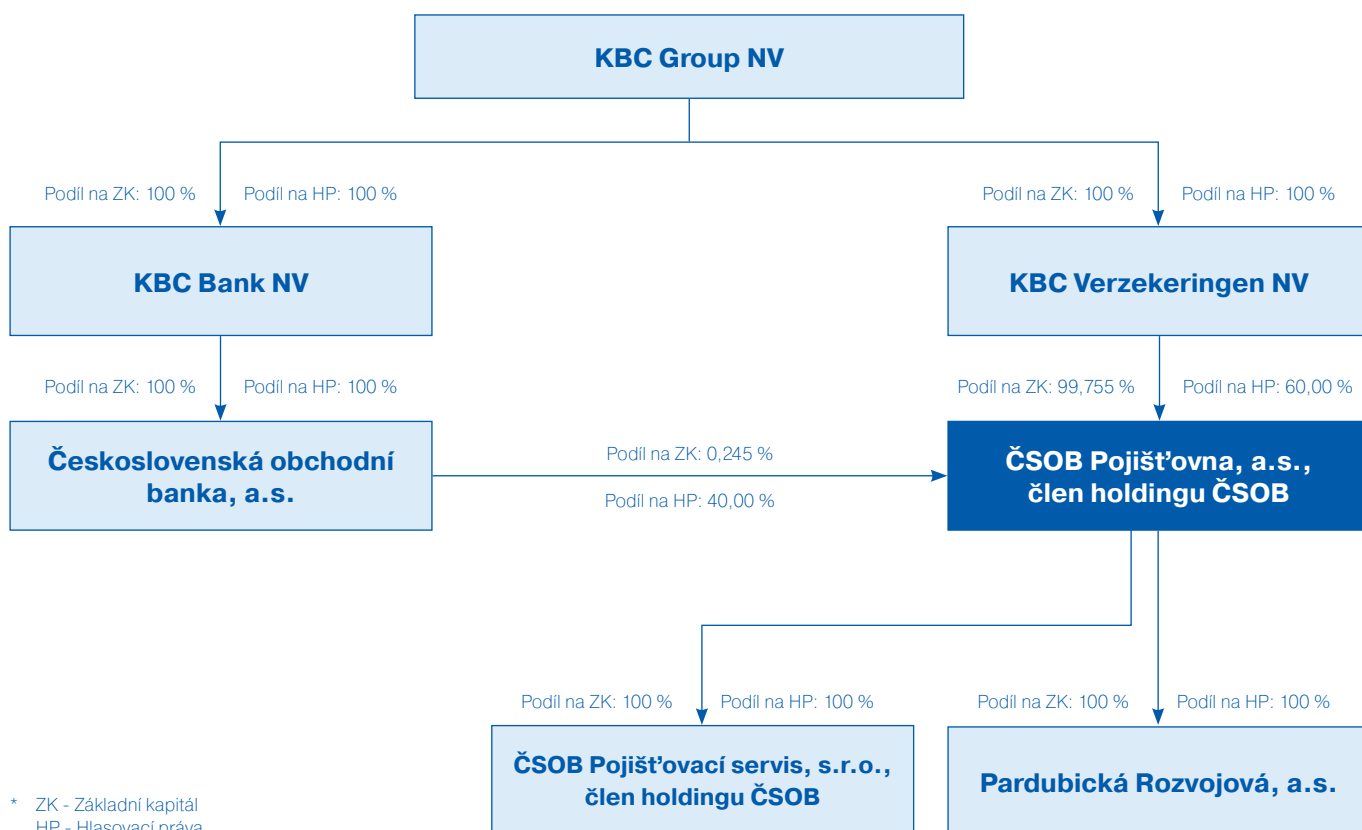 KBC Group NV
Podíl na ZK: 100 % Podíl na HP: 100 %
Podíl na ZK: 100 % Podíl na HP: 100 %
KBC Bank NV
KBC Verzekeringen NV
Podíl na ZK: 100 % Podíl na HP: 100 %
Podíl na ZK: 99,755 % Podíl na HP: 60,00 %
Československá obchodní
banka, a.s.
Podíl na ZK: 0,245 %
Podíl na HP: 40,00 %
ČSOB Pojišťovna, a.s.,
člen holdingu ČSOB
Podíl na ZK: 100 % Podíl na HP: 100 %
Podíl na ZK: 100 % Podíl na HP: 100 %
ČSOB Pojišťovací servis, s.r.o.,
člen holdingu ČSOB
Pardubická Rozvojová, a.s.
* ZK - Základní kapitál
HP - Hlasovací práva